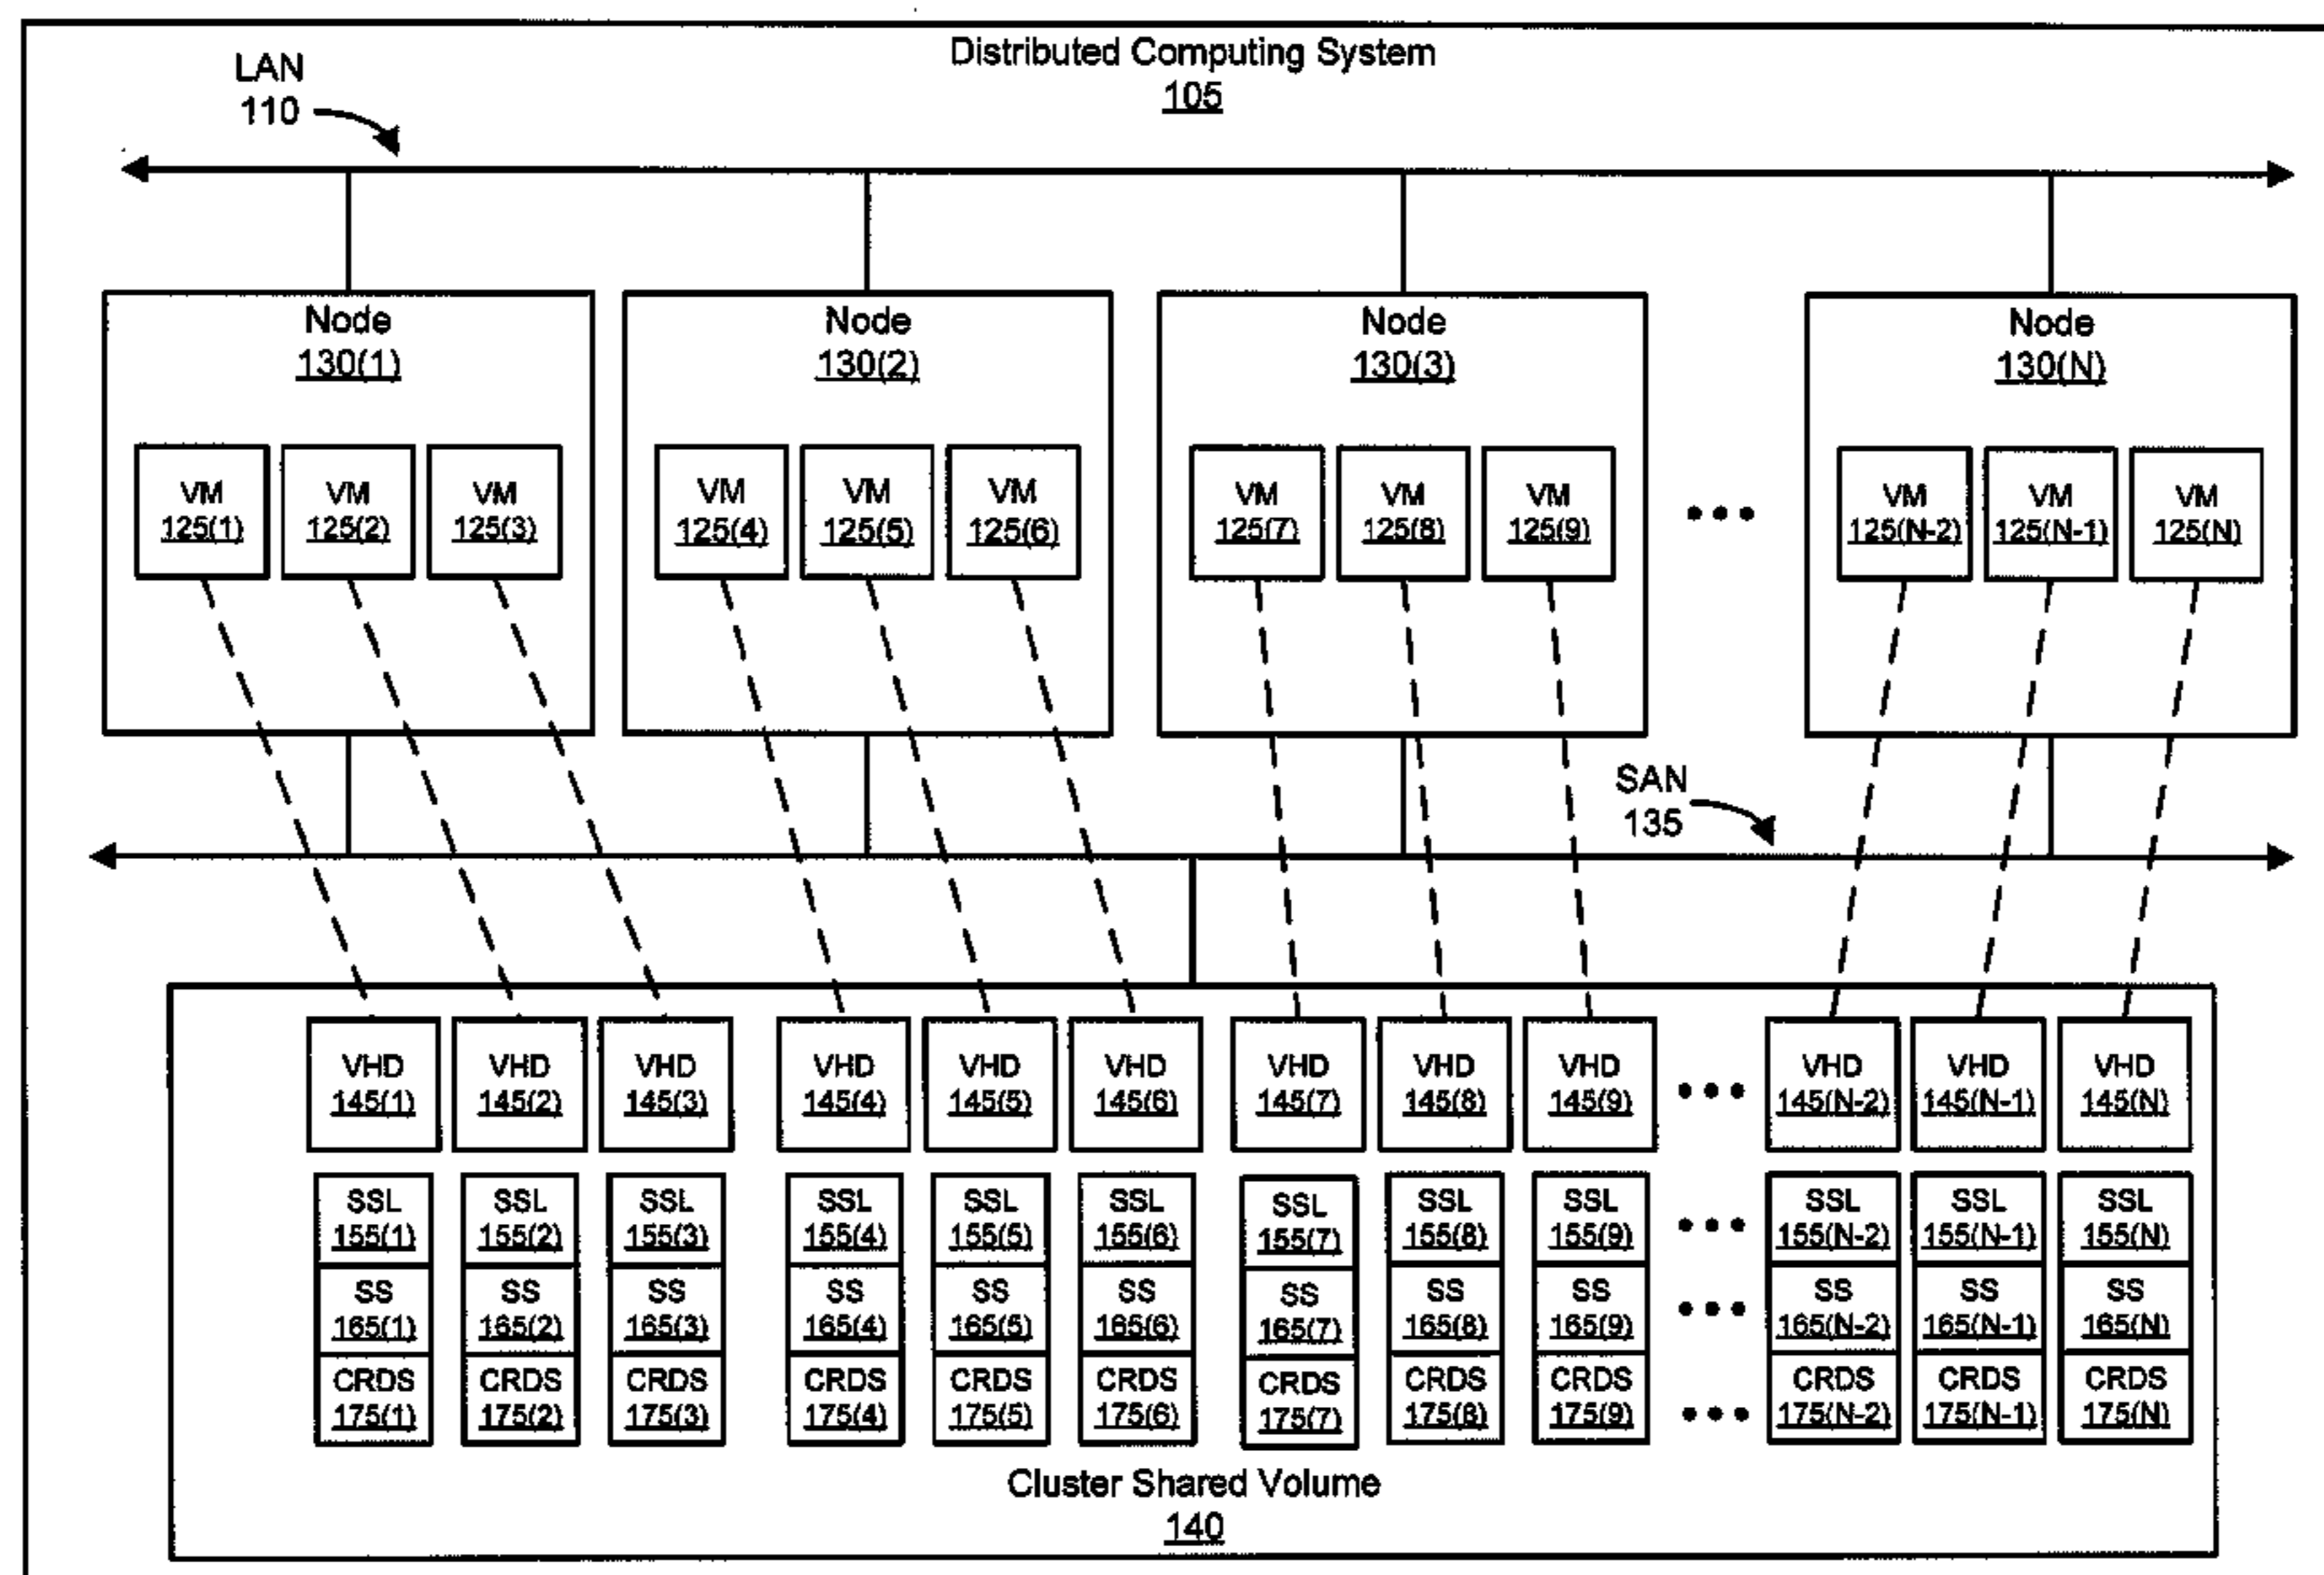 Distributed Computing System
105
LAN
110
Node
130(1)
Node
130(2)
Node
130(3)
Node
130(N)
VM
125(1)
VM
125(2)
VM
125(3)
VM
125(4)
VM
125(5)
VM
125(6)
VM
125(7)
VM
125(8)
VM
125(9)
VM
125(N-2)
VM
125(N-1)
VM
125(N)
SAN
135
VHD
145(1)
VHD
145(2)
VHD
145(3)
VHD
145(4)
VHD
145(5)
VHD
145(6)
VHD
145(7)
VHD
145(8)
VHD
145(9)
VHD
145(N-2)
VHD
145(N-1)
VHD
145(N)
SSL
155(1)
SSL
155(2)
SSL
155(3)
SSL
155(4)
SSL
155(5)
SSL
155(6)
SSL
155(7)
SSL
155(8)
SSL
155(9)
SSL
155(N-2)
SSL
155(N-1)
SSL
155(N)
SS
165(1)
SS
165(2)
SS
165(3)
SS
165(4)
SS
165(5)
SS
165(6)
SS
165(7)
SS
165(8)
SS
165(9)
SS
165(N-2)
SS
165(N-1)
SS
165(N)
CRDS
175(1)
CRDS
175(2)
CRDS
175(3)
CRDS
175(4)
CRDS
175(5)
CRDS
175(6)
CRDS
175(7)
CRDS
175(8)
CRDS
175(9)
CRDS
175(N-2)
CRDS
175(N-1)
CRDS
175(N)
Cluster Shared Volume
140